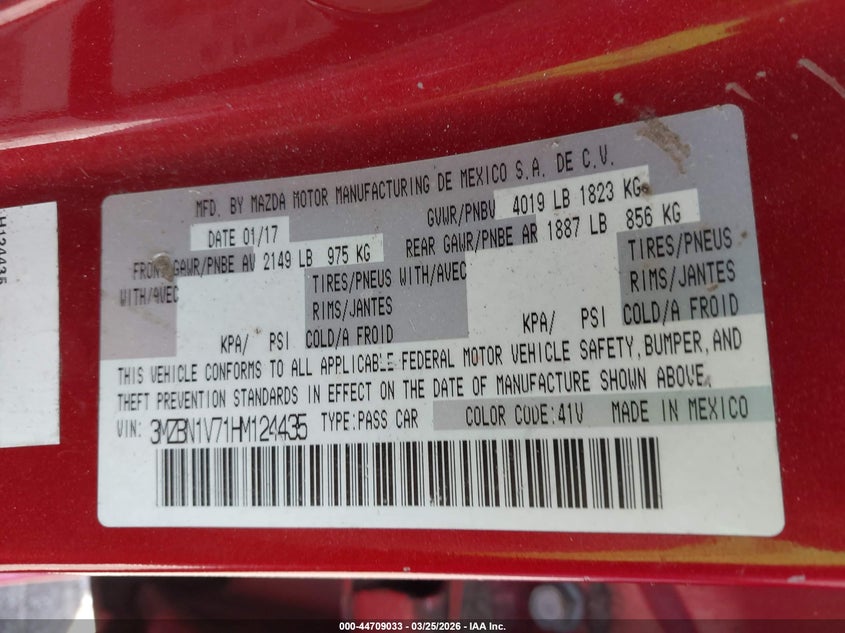 MFD. BY MAZDA MOTOR MANUFACTURING DE MEXICO S.A. DE C.V.
DATE 01/17 GVWR/PNBV 4019 LB 1823 KG
FRONT GAWR/PNBE AV 2149 LB 975 KG REAR GAWR/PNBE AR 1887 LB 856 KG
WITH/AVEC TIRES/PNEUS WITH/AVEC TIRES/PNEUS
RIMS/JANTES RIMS/JANTES
KPA/ PSI COLD/A FROID KPA/ PSI COLD/A FROID
THIS VEHICLE CONFORMS TO ALL APPLICABLE FEDERAL MOTOR VEHICLE SAFETY, BUMPER, AND
THEFT PREVENTION STANDARDS IN EFFECT ON THE DATE OF MANUFACTURE SHOWN ABOVE.
VIN: 3MZBN1V71HM124435 TYPE:PASS CAR COLOR CODE:41V MADE IN MEXICO
HM124435
000-44709033 — 03/25/2026 — IAA Inc.